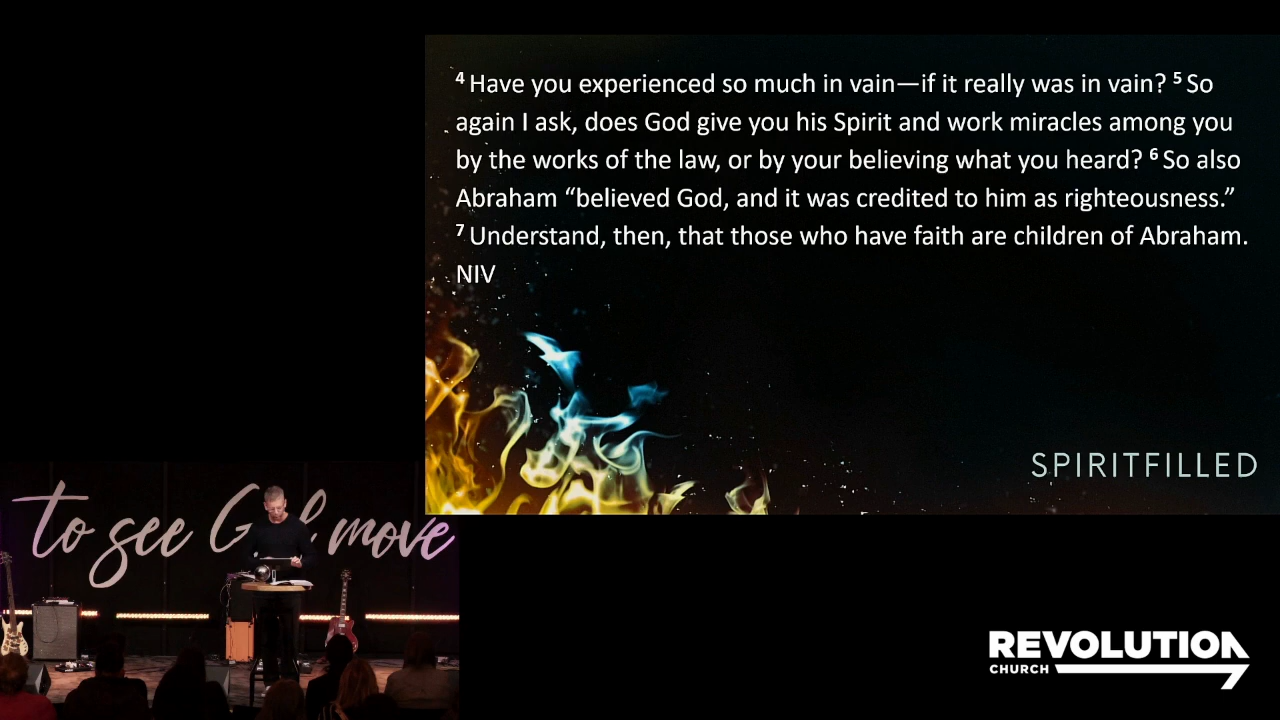 ⁴ Have you experienced so much in vain—if it really was in vain? ⁵ So
again I ask, does God give you his Spirit and work miracles among you
by the works of the law, or by your believing what you heard? ⁶ So also
Abraham “believed God, and it was credited to him as righteousness.”
⁷ Understand, then, that those who have faith are children of Abraham.
NIV
SPIRITFILLED
to see God move
REVOLUTION
CHURCH